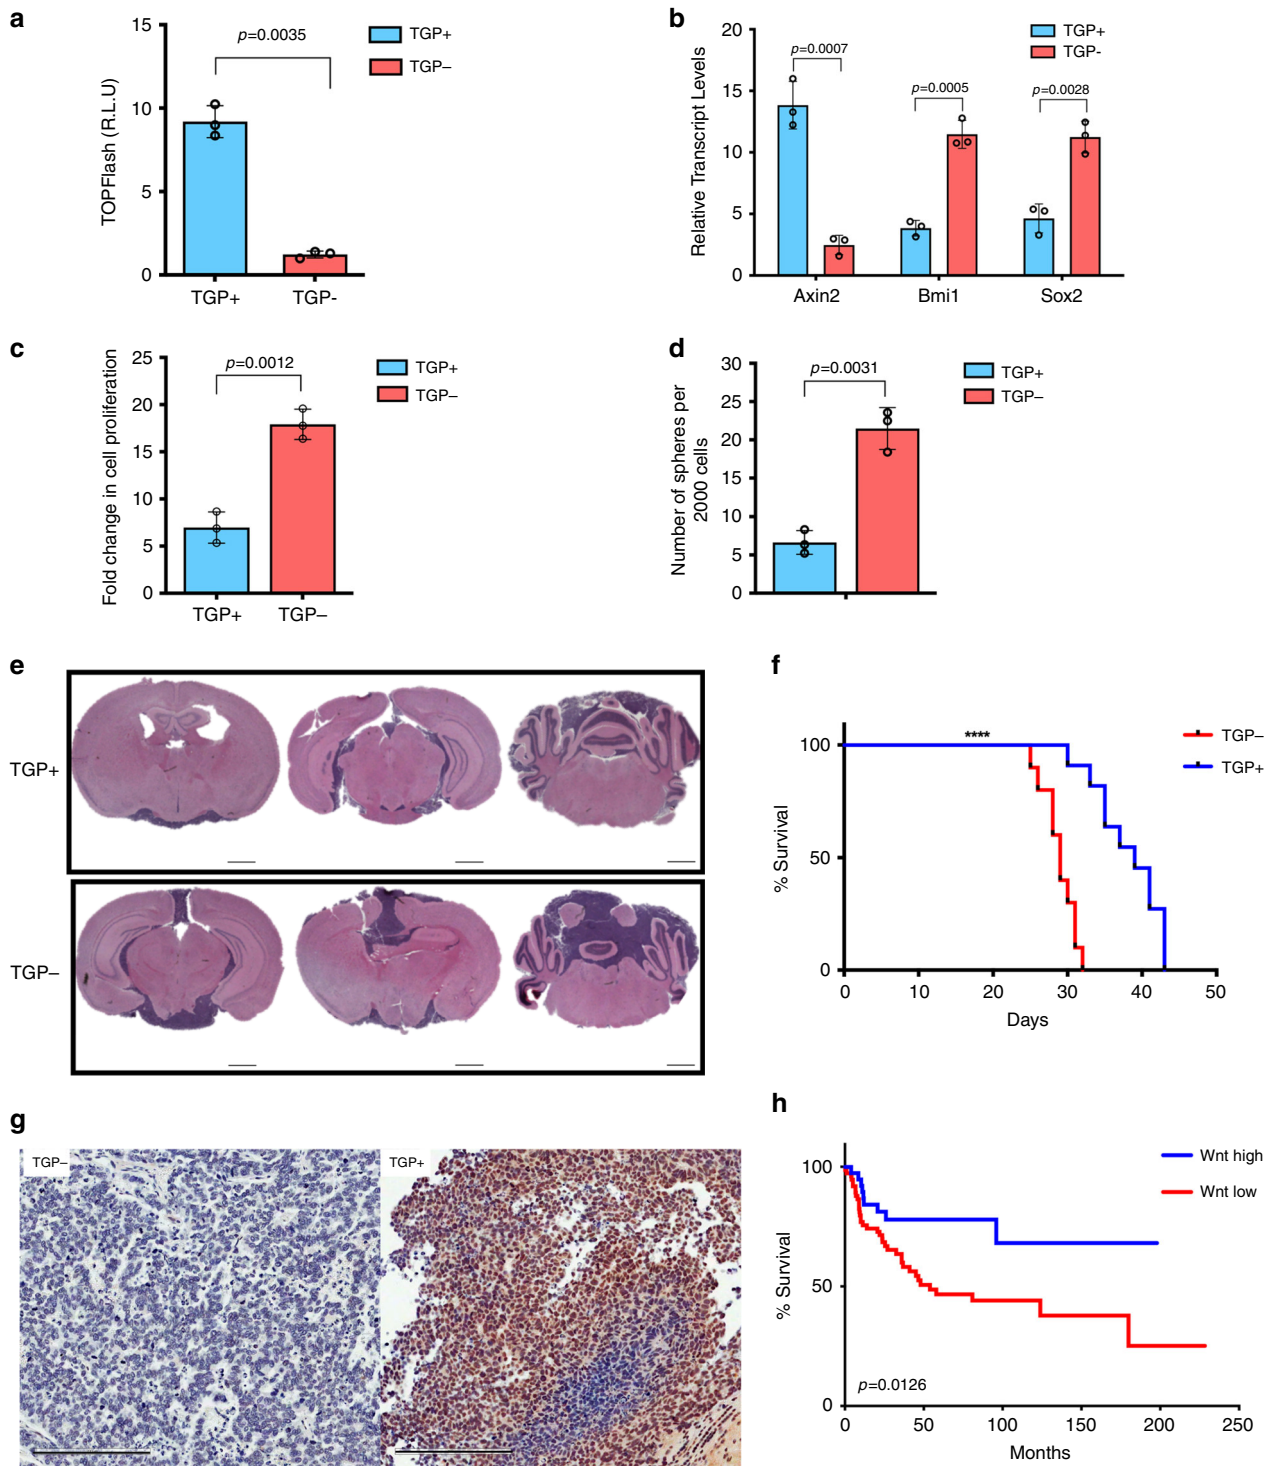 a
15
10
5
0
TOPFlash (R.L.U)
p=0.0035
TGP+
TGP–
TGP+
TGP-
b
20
15
10
5
0
Relative Transcript Levels
p=0.0007
p=0.0005
p=0.0028
TGP+
TGP-
Axin2
Bmi1
Sox2
c
25
20
15
10
5
0
Fold change in cell proliferation
p=0.0012
TGP+
TGP–
TGP+
TGP–
d
30
25
20
15
10
5
0
Number of spheres per
2000 cells
p=0.0031
TGP+
TGP–
e
TGP+
TGP–
f
100
50
0
% Survival
****
TGP–
TGP+
0
10
20
30
40
50
Days
g
TGP–
TGP+
h
100
50
0
% Survival
Wnt high
Wnt low
p=0.0126
0
50
100
150
200
250
Months